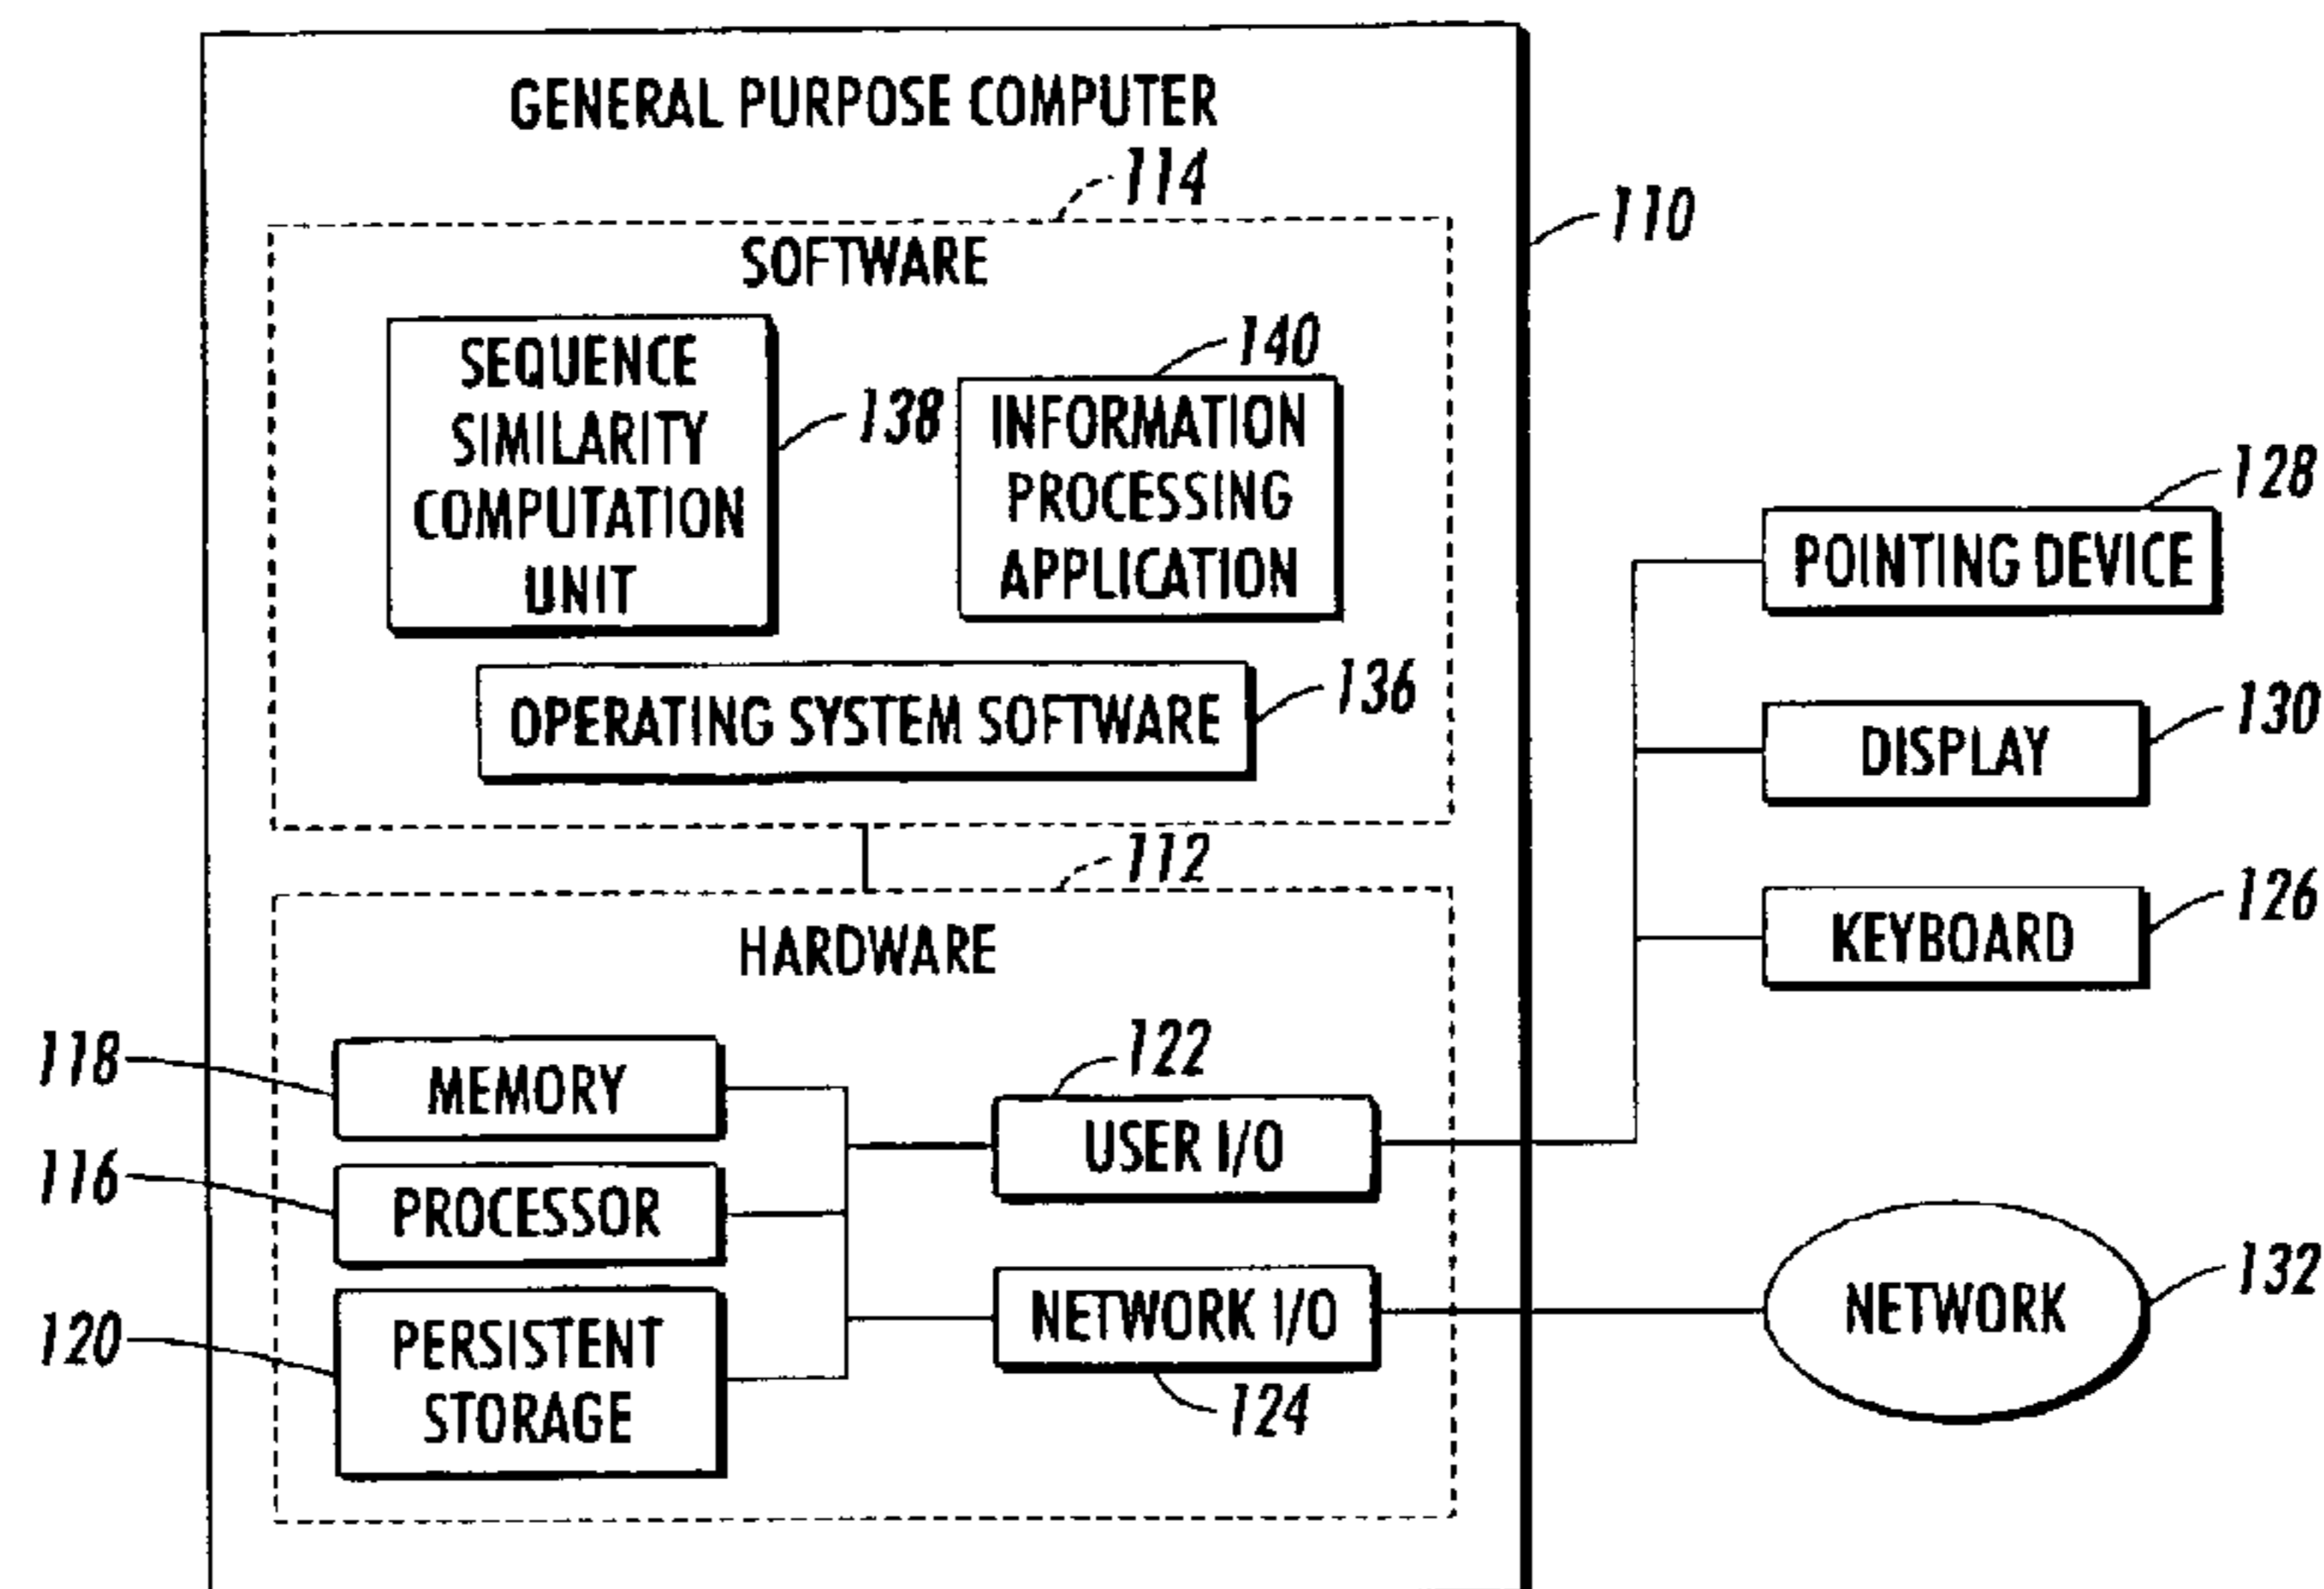 GENERAL PURPOSE COMPUTER
114
110
SOFTWARE
SEQUENCE
SIMILARITY
COMPUTATION
UNIT
138
140
INFORMATION
PROCESSING
APPLICATION
OPERATING SYSTEM SOFTWARE
136
128
POINTING DEVICE
130
DISPLAY
126
KEYBOARD
112
HARDWARE
118
MEMORY
116
PROCESSOR
120
PERSISTENT
STORAGE
122
USER I/O
NETWORK I/O
124
NETWORK
132